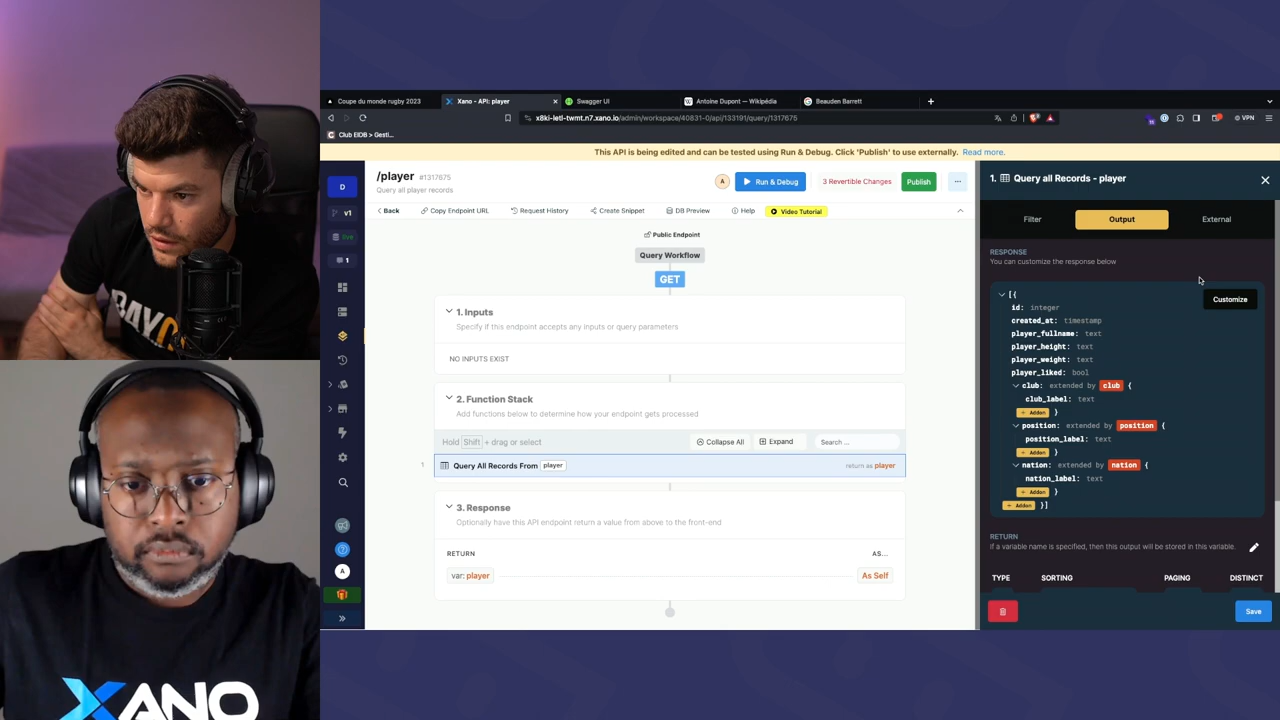 Coupe du monde rugby 2023
Xano - API: player
Swagger UI
Antoine Dupont — Wikipédia
Beauden Barrett
x8ki-letl-twmt.n7.xano.io/admin/workspace/40831-0/api/133191/query/1317675
VPN
Club EIDB > Gesti...
This API is being edited and can be tested using Run & Debug. Click 'Publish' to use externally. Read more.
D
v1
live
1
A
/player #1317675
Query all player records
A
Run & Debug
3 Revertible Changes
Publish
Back
Copy Endpoint URL
Request History
Create Snippet
DB Preview
Help
Video Tutorial
Public Endpoint
Query Workflow
GET
1. Inputs
Specify if this endpoint accepts any inputs or query parameters
NO INPUTS EXIST
2. Function Stack
Add functions below to determine how your endpoint gets processed
Hold Shift + drag or select
Collapse All
Expand
Search ...
1
Query All Records From player
return as player
3. Response
Optionally have this API endpoint return a value from above to the front-end
RETURN
AS...
var: player
As Self
1. Query all Records - player
Filter
Output
External
RESPONSE
You can customize the response below
Customize
[{
id: integer
created_at: timestamp
player_fullname: text
player_height: text
player_weight: text
player_liked: bool
club: extended by club {
club_label: text
+ Addon }
position: extended by position {
position_label: text
+ Addon }
nation: extended by nation {
nation_label: text
+ Addon }
+ Addon }]
RETURN
If a variable name is specified, then this output will be stored in this variable.
TYPE
SORTING
PAGING
DISTINCT
Save
BAYC
XANO